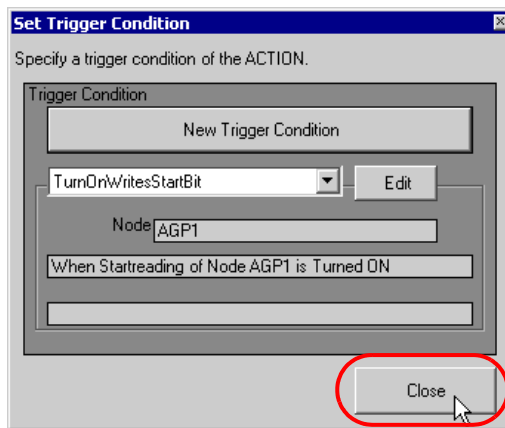 Set Trigger Condition
Specify a trigger condition of the ACTION.
Trigger Condition
New Trigger Condition
TurnOnWritesStartBit
Edit
Node AGP1
When Startreading of Node AGP1 is Turned ON
Close